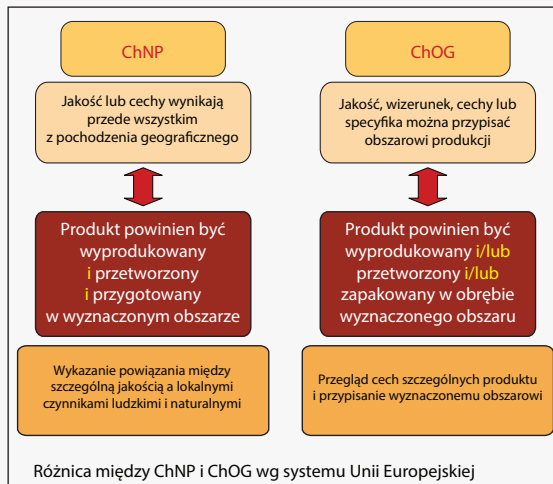 ChNP
Jakość lub cechy wynikają
przede wszystkim
z pochodzenia geograficznego
Produkt powinien być
wyprodukowany
i przetworzony
i przygotowany
w wyznaczonym obszarze
Wykazanie powiązania między
szczególną jakością a lokalnymi
czynnikami ludzkimi i naturalnymi
ChOG
Jakość, wizerunek, cechy lub
specyfika można przypisać
obszarowi produkcji
Produkt powinien być
wyprodukowany i/lub
przetworzony i/lub
zapakowany w obrębie
wyznaczonego obszaru
Przegląd cech szczególnych produktu
i przypisanie wyznaczonemu obszarowi
Różnica między ChNP i ChOG wg systemu Unii Europejskiej